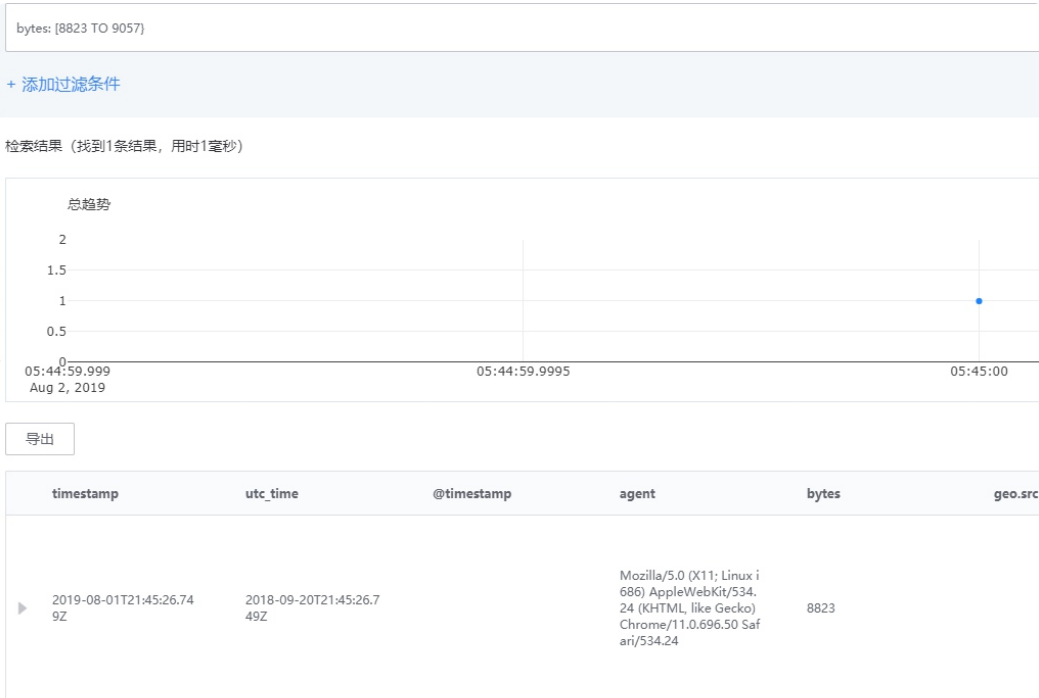 bytes: [8823 TO 9057}
+ 添加过滤条件
检索结果（找到1条结果，用时1毫秒）
总趋势
2
1.5
1
0.5
0
05:44:59.999
Aug 2, 2019
05:44:59.9995
05:45:00
导出
timestamp utc_time @timestamp agent bytes geo.src
2019-08-01T21:45:26.74
9Z
2018-09-20T21:45:26.7
49Z
Mozilla/5.0 (X11; Linux i
686) AppleWebKit/534.
24 (KHTML, like Gecko)
Chrome/11.0.696.50 Saf
ari/534.24
8823